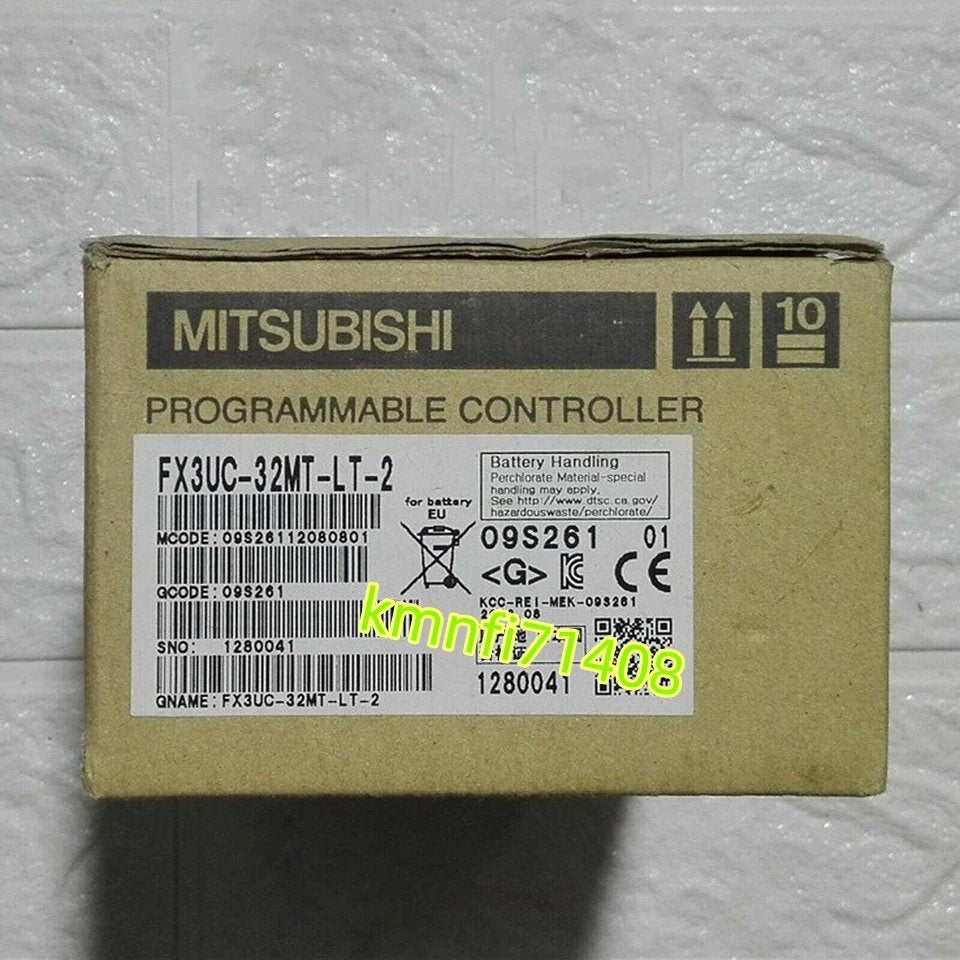 MITSUBISHI
10
PROGRAMMABLE CONTROLLER
FX3UC-32MT-LT-2
MCODE:09S26112080801
GCODE:09S261
SNO: 1280041
GNAME:FX3UC-32MT-LT-2
for battery
EU
Battery Handling
Perchlorate Material-special
handling may apply.
See http://www.dtsc.ca.gov/
hazardouswaste/perchlorate/
09S261 01
<G> CE
KCC-REI-MEK-09S261
1280041
kmnfi71408